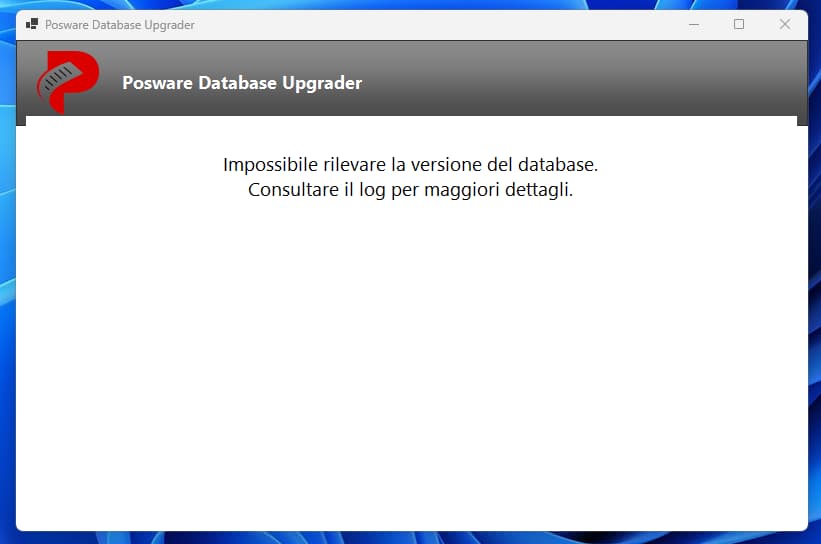 Posware Database Upgrader
Posware Database Upgrader
Impossibile rilevare la versione del database.
Consultare il log per maggiori dettagli.